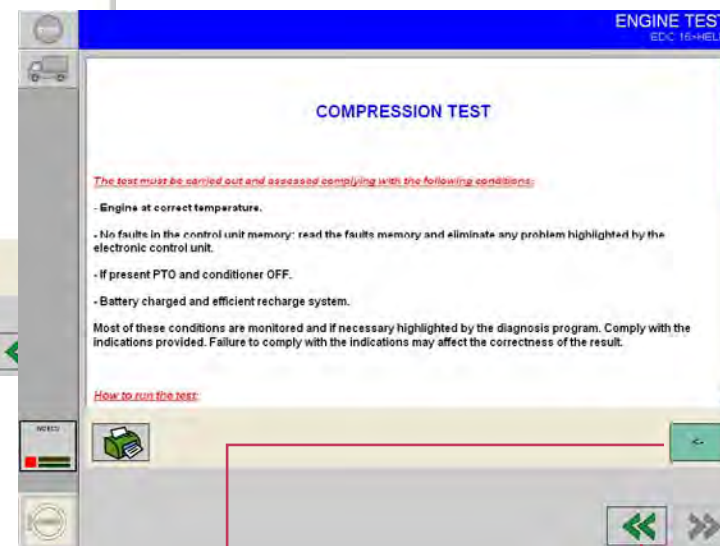 ENGINE TEST
EDC 16>HELP
COMPRESSION TEST
The test must be carried out and assessed complying with the following conditions:
- Engine at correct temperature.
- No faults in the control unit memory: read the faults memory and eliminate any problem highlighted by the
electronic control unit.
- If present PTO and conditioner OFF.
- Battery charged and efficient recharge system.
Most of these conditions are monitored and if necessary highlighted by the diagnosis program. Comply with the
indications provided. Failure to comply with the indications may affect the correctness of the result.
How to run the test:
<-